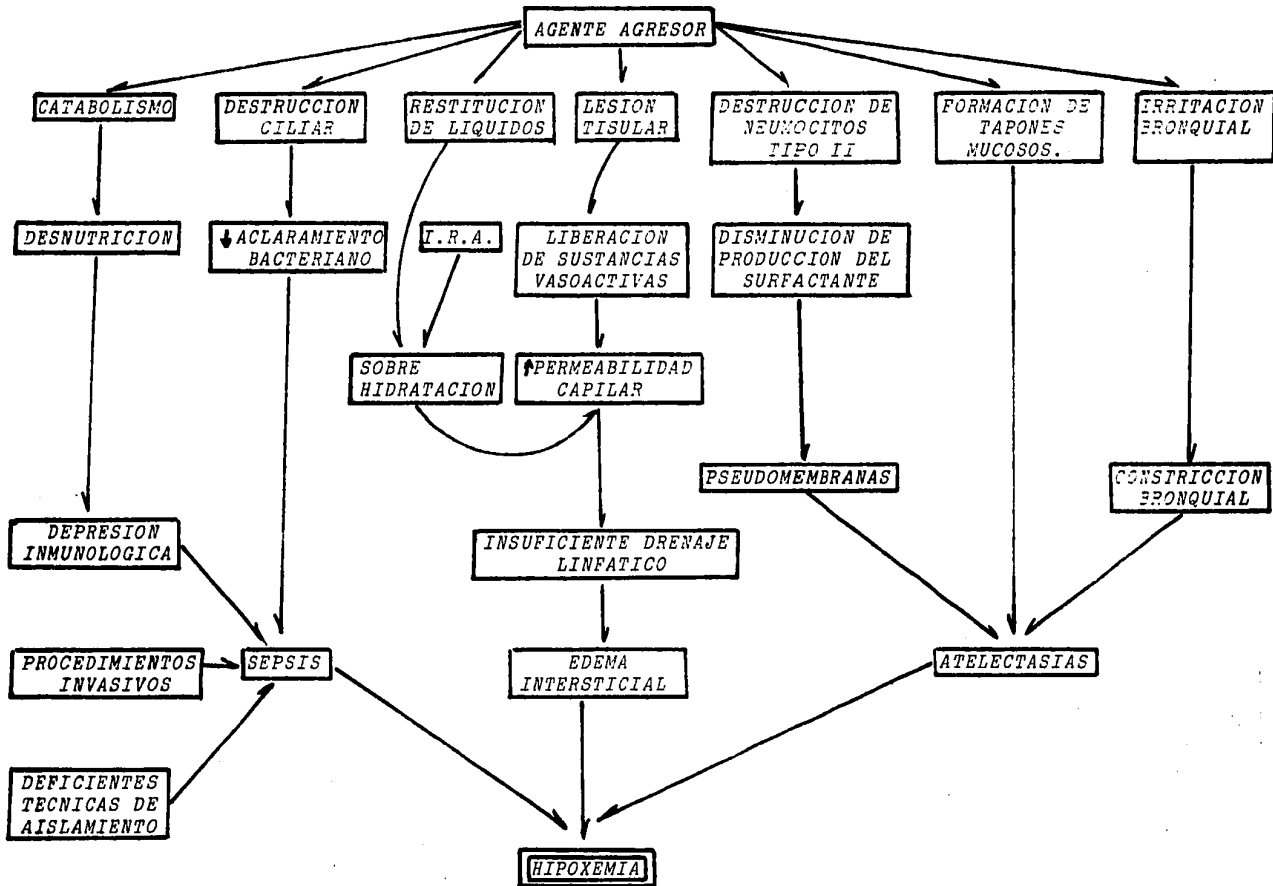 AGENTE AGRESOR
CATABOLISMO
DESTRUCCION
CILIAR
RESTITUCION
DE LIQUIDOS
LESION
TISULAR
DESTRUCCION DE
NEUMOCITOS
TIPO II
FORMACION DE
TAPONES
MUCOSOS.
IRRITACION
BRONQUIAL
DESNUTRICION
↓ACLARAMIENTO
BACTERIANO
I.R.A.
LIBERACION
DE SUSTANCIAS
VASOACTIVAS
DISMINUCION DE
PRODUCCION DEL
SURFACTANTE
SOBRE
HIDRATACION
↑PERMEABILIDAD
CAPILAR
PSEUDOMEMBRANAS
CONSTRICCION
BRONQUIAL
DEPRESION
INMUNOLOGICA
INSUFICIENTE DRENAJE
LINFATICO
PROCEDIMIENTOS
INVASIVOS
SEPSIS
EDEMA
INTERSTICIAL
ATELECTASIAS
DEFICIENTES
TECNICAS DE
AISLAMIENTO
HIPOXEMIA